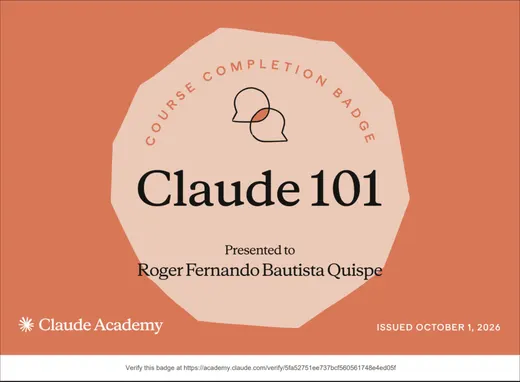 COURSE COMPLETION BADGE
Claude 101
Presented to
Roger Fernando Bautista Quispe
Claude Academy
ISSUED OCTOBER 1, 2026
Verify this badge at https://academy.claude.com/verify/5fa52751ee737bcf560561748e4ed05f